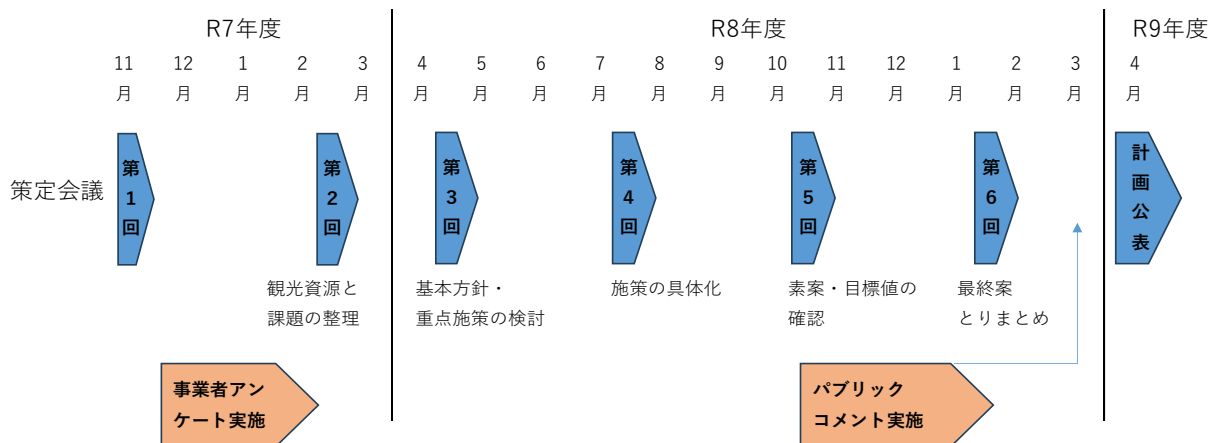 R7年度
R8年度
R9年度
11
月
12
月
1
月
2
月
3
月
4
月
5
月
6
月
7
月
8
月
9
月
10
月
11
月
12
月
1
月
2
月
3
月
4
月
策定会議
第
1
回
第
2
回
第
3
回
第
4
回
第
5
回
第
6
回
計
画
公
表
観光資源と
課題の整理
基本方針・
重点施策の検討
施策の具体化
素案・目標値の
確認
最終案
とりまとめ
事業者アン
ケート実施
パブリック
コメント実施